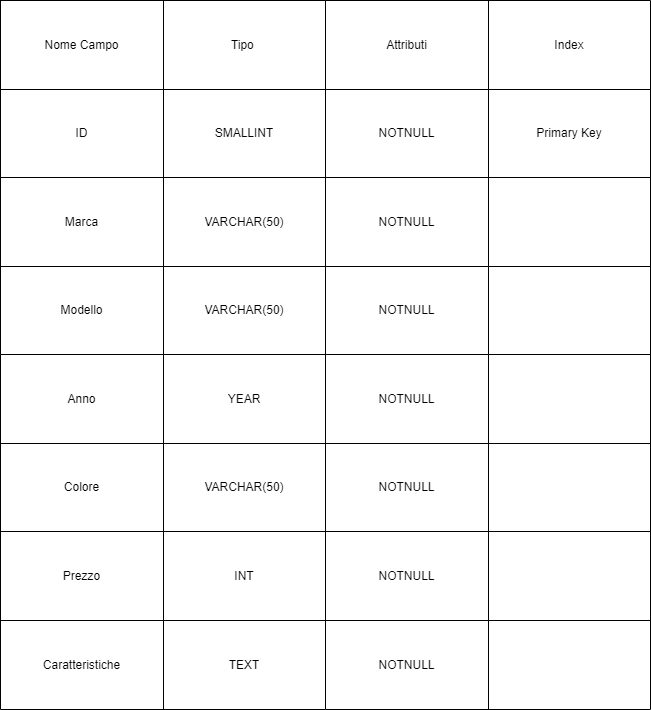 Nome Campo Tipo Attributi Index
ID SMALLINT NOTNULL Primary Key
Marca VARCHAR(50) NOTNULL
Modello VARCHAR(50) NOTNULL
Anno YEAR NOTNULL
Colore VARCHAR(50) NOTNULL
Prezzo INT NOTNULL
Caratteristiche TEXT NOTNULL